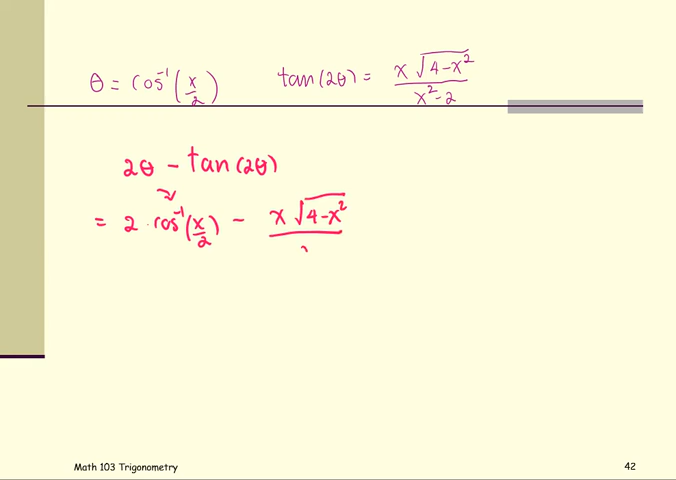 θ = cos⁻¹(x/2)    tan(2θ) = x√(4-x²) / x²-2
2θ - tan(2θ)
= 2 · cos⁻¹(x/2) - x√(4-x²)
Math 103 Trigonometry    42